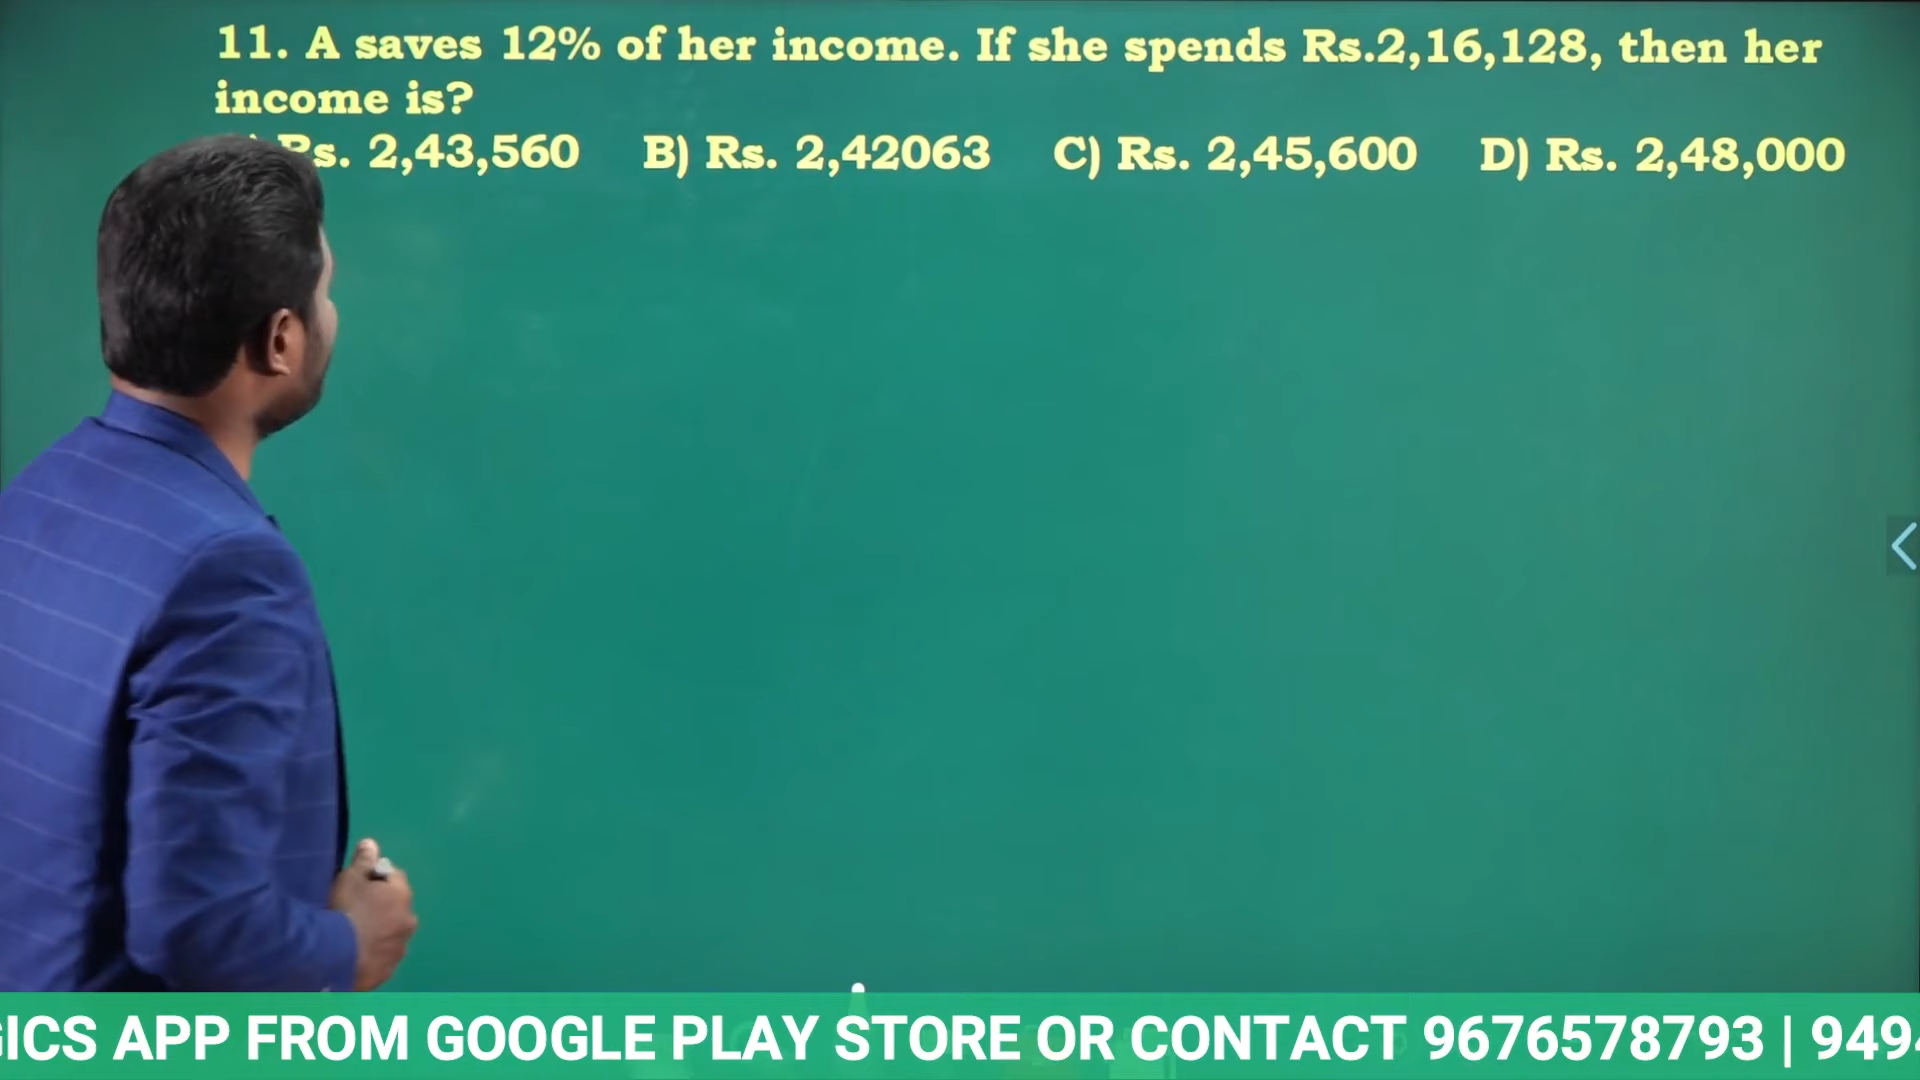 11. A saves 12% of her income. If she spends Rs.2,16,128, then her
income is?
Rs. 2,43,560 B) Rs. 2,42063 C) Rs. 2,45,600 D) Rs. 2,48,000
GICS APP FROM GOOGLE PLAY STORE OR CONTACT 9676578793 | 949